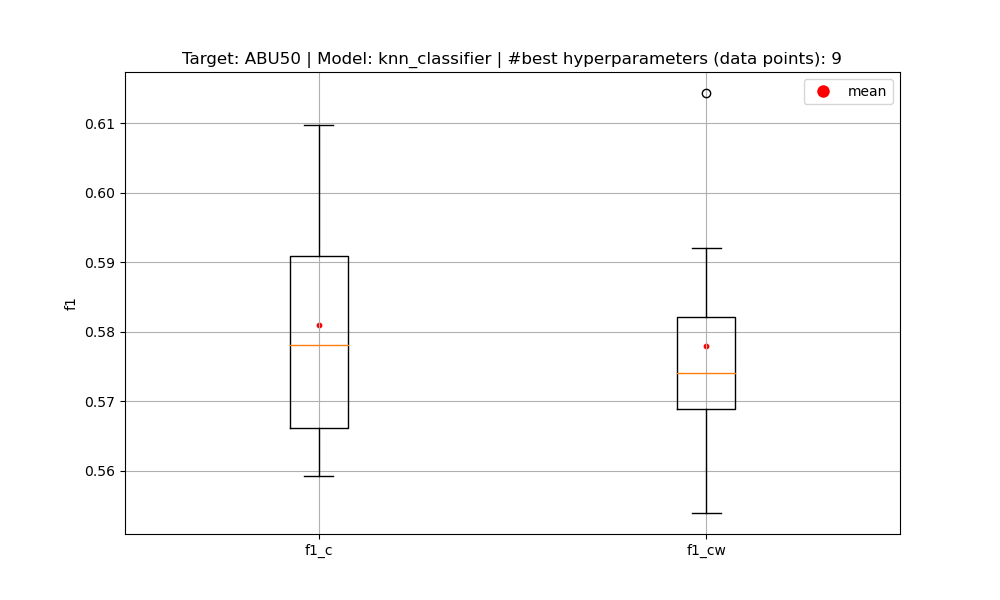 Target: ABU50 | Model: knn_classifier | #best hyperparameters (data points): 9
mean
0.61
0.60
0.59
0.58
0.57
0.56
f1
f1_c
f1_cw